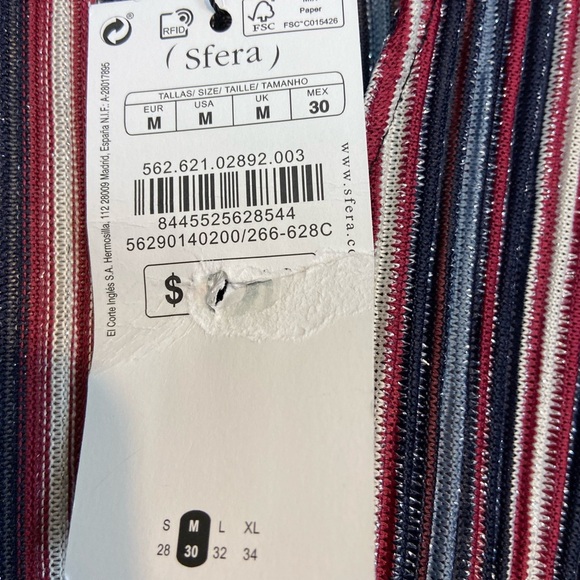 RFID
FSC
Paper
FSC® C015426
( Sfera )
TALLAS/ SIZE/ TAILLE/ TAMANHO
EUR USA UK MEX
M M M 30
562.621.02892.003
8445525628544
56290140200/266-628C
$
El Corte Inglés S.A. Hermosilla, 112 28009 Madrid, España N.I.F.: A-28017895
www.sfera.co
S M L XL
28 30 32 34